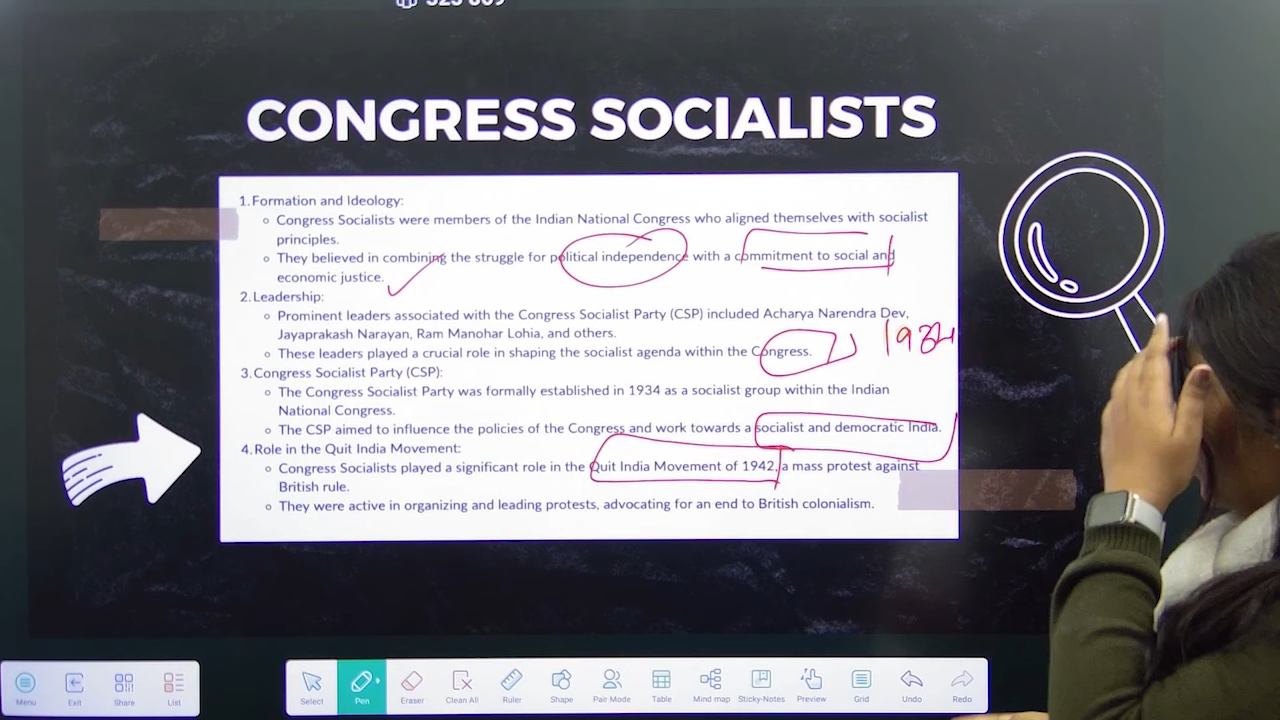 CONGRESS SOCIALISTS
1. Formation and Ideology:
Congress Socialists were members of the Indian National Congress who aligned themselves with socialist
principles.
They believed in combining the struggle for political independence with a commitment to social and
economic justice.
2. Leadership:
Prominent leaders associated with the Congress Socialist Party (CSP) included Acharya Narendra Dev,
Jayaprakash Narayan, Ram Manohar Lohia, and others.
These leaders played a crucial role in shaping the socialist agenda within the Congress.
1934
3. Congress Socialist Party (CSP):
The Congress Socialist Party was formally established in 1934 as a socialist group within the Indian
National Congress.
The CSP aimed to influence the policies of the Congress and work towards a socialist and democratic India.
4. Role in the Quit India Movement:
Congress Socialists played a significant role in the Quit India Movement of 1942, a mass protest against
British rule.
They were active in organizing and leading protests, advocating for an end to British colonialism.
Menu Exit Share List Select Pen Eraser Clean All Ruler Shape Pair Mode Table Mind map Sticky-Notes Preview Grid Undo Redo